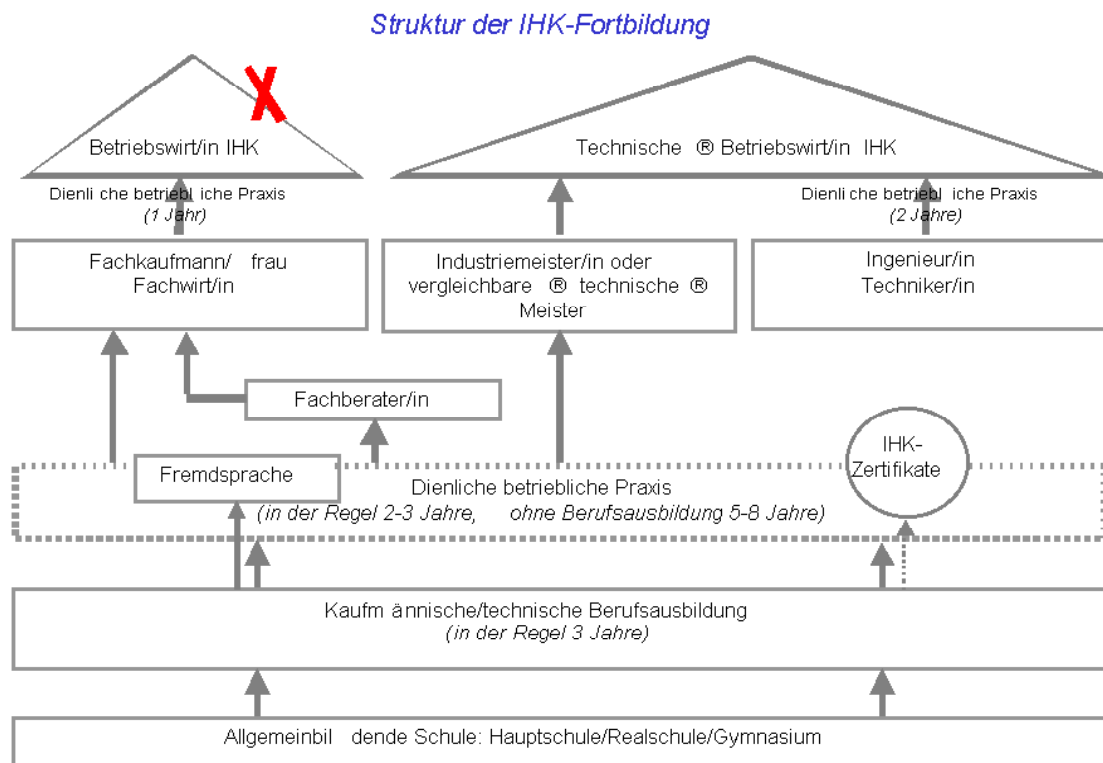 Struktur der IHK-Fortbildung
X
Betriebswirt/in IHK
Technische ® Betriebswirt/in IHK
Dienli che betriebl iche Praxis
(1 Jahr)
Dienli che betriebl iche Praxis
(2 Jahre)
Fachkaufmann/ frau
Fachwirt/in
Industriemeister/in oder
vergleichbare ® technische ®
Meister
Ingenieur/in
Techniker/in
Fachberater/in
IHK-
Zertifikate
Fremdsprache
Dienliche betriebliche Praxis
(in der Regel 2-3 Jahre, ohne Berufsausbildung 5-8 Jahre)
Kaufm ännische/technische Berufsausbildung
(in der Regel 3 Jahre)
Allgemeinbil dende Schule: Hauptschule/Realschule/Gymnasium